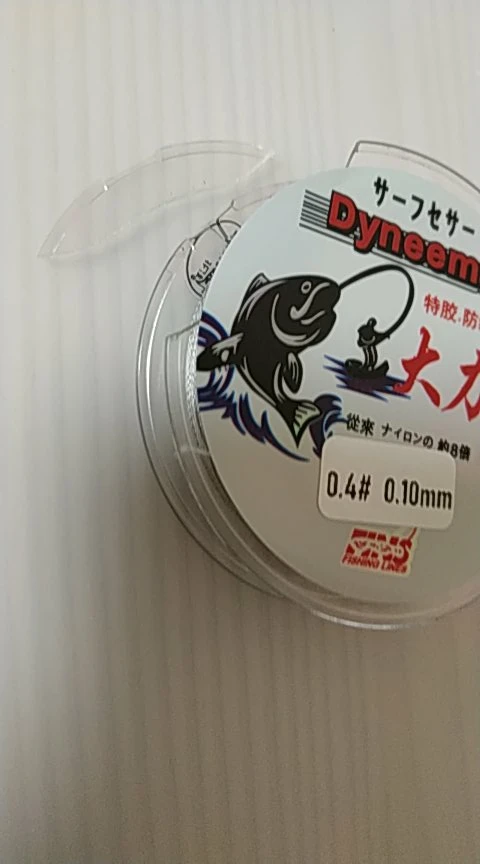 サーフセサー
Dyneem
特胶.防
大力
従来 ナイロンの 約8倍
0.4# 0.10mm
FISHING LINES